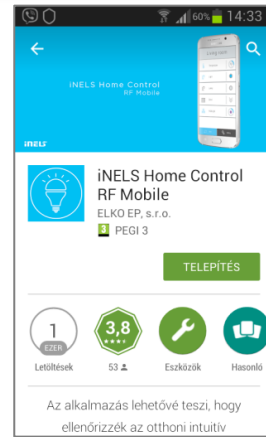 60% 14:33
iNELS Home Control
RF Mobile
iNELS
iNELS Home Control
RF Mobile
ELKO EP, s.r.o.
3 PEGI 3
TELEPÍTÉS
1
EZER
3,8
Letöltések
53
Eszközök
Hasonló
Az alkalmazás lehetővé teszi, hogy
ellenőrizzék az otthoni intuitív